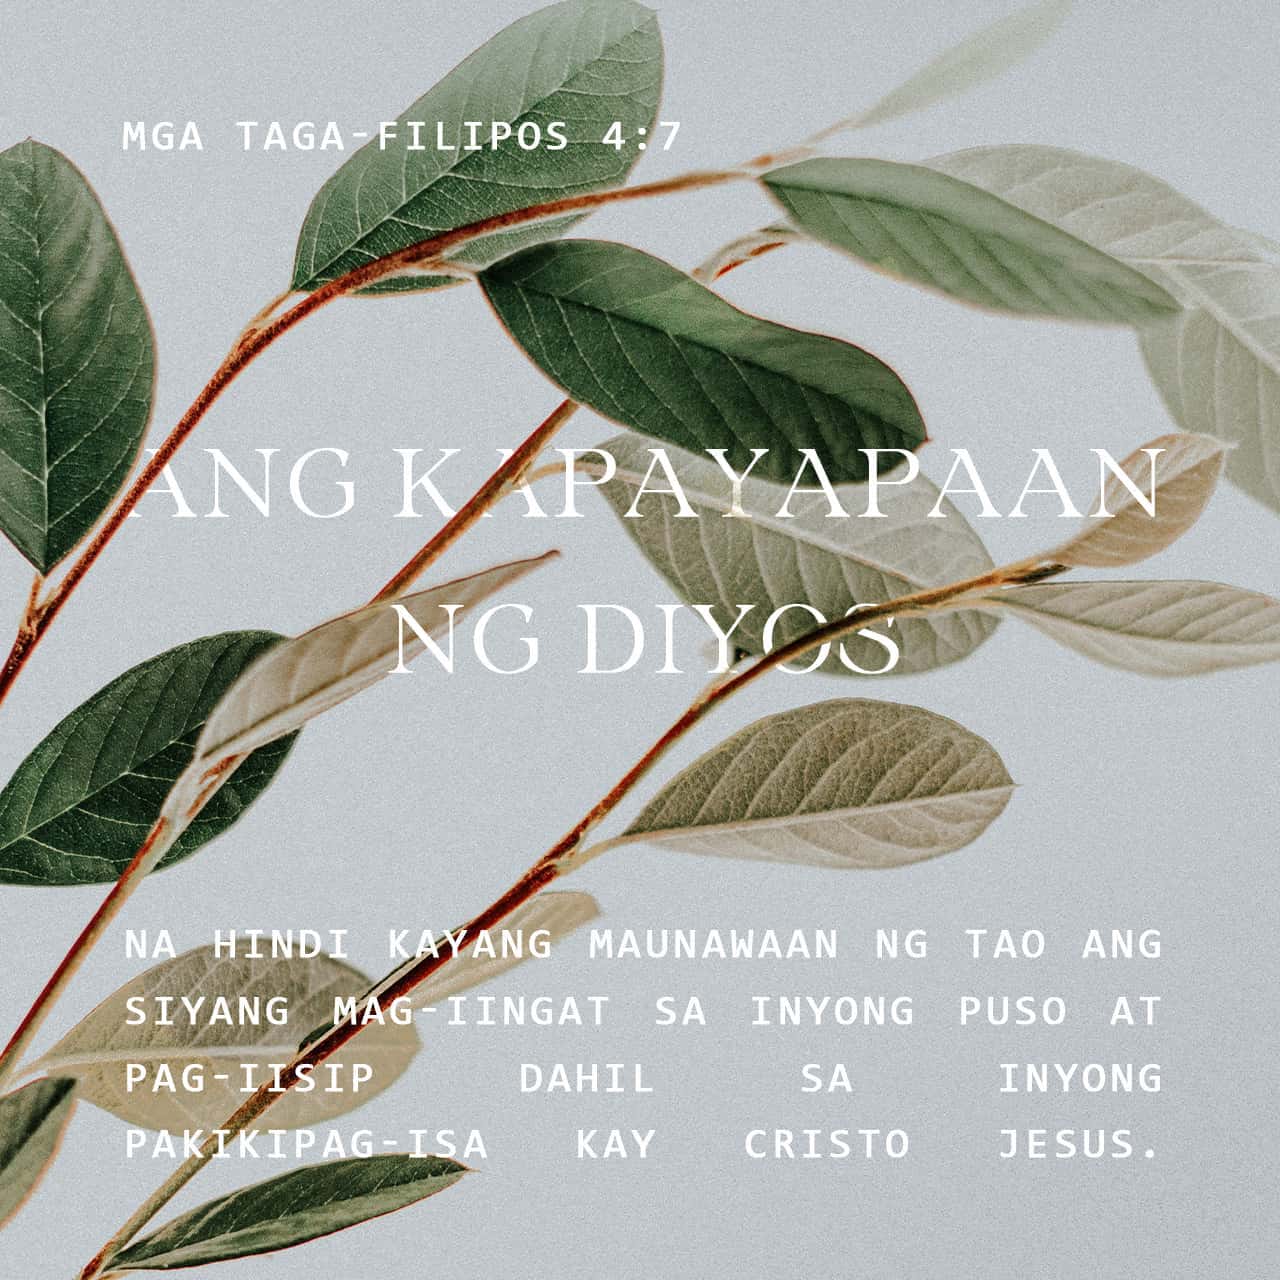 MGA TAGA-FILIPOS 4:7
ANG KAPAYAPAAN
NG DIYOS
NA HINDI KAYANG MAUNAWAAN NG TAO ANG
SIYANG MAG-IINGAT SA INYONG PUSO AT
PAG-IISIP DAHIL SA INYONG
PAKIKIPAG-ISA KAY CRISTO JESUS.